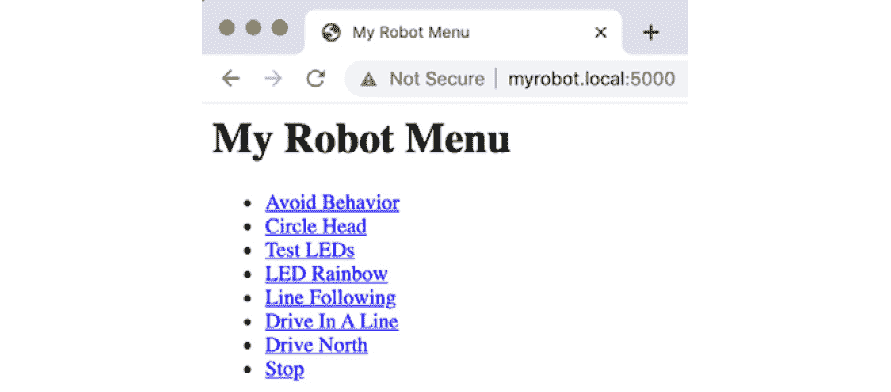 My Robot Menu
Not Secure | myrobot.local:5000
My Robot Menu
Avoid Behavior
Circle Head
Test LEDs
LED Rainbow
Line Following
Drive In A Line
Drive North
Stop